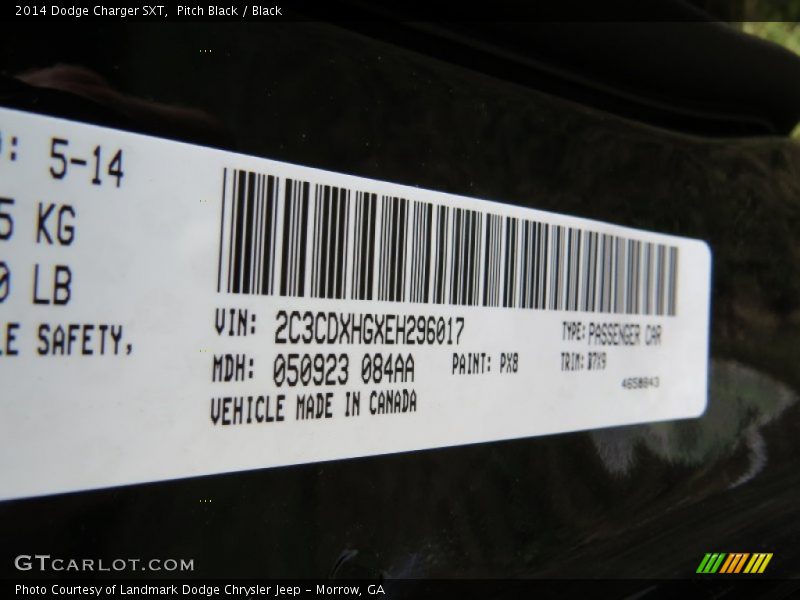 2014 Dodge Charger SXT,  Pitch Black / Black
: 5-14
5 KG
0 LB
LE SAFETY,
VIN: 2C3CDXHGXEH296017 TYPE: PASSENGER CAR
MDH: 050923 084AA PAINT: PX8 TRIM: B7X9
VEHICLE MADE IN CANADA
4658843
GTCARLOT.COM
Photo Courtesy of Landmark Dodge Chrysler Jeep - Morrow, GA